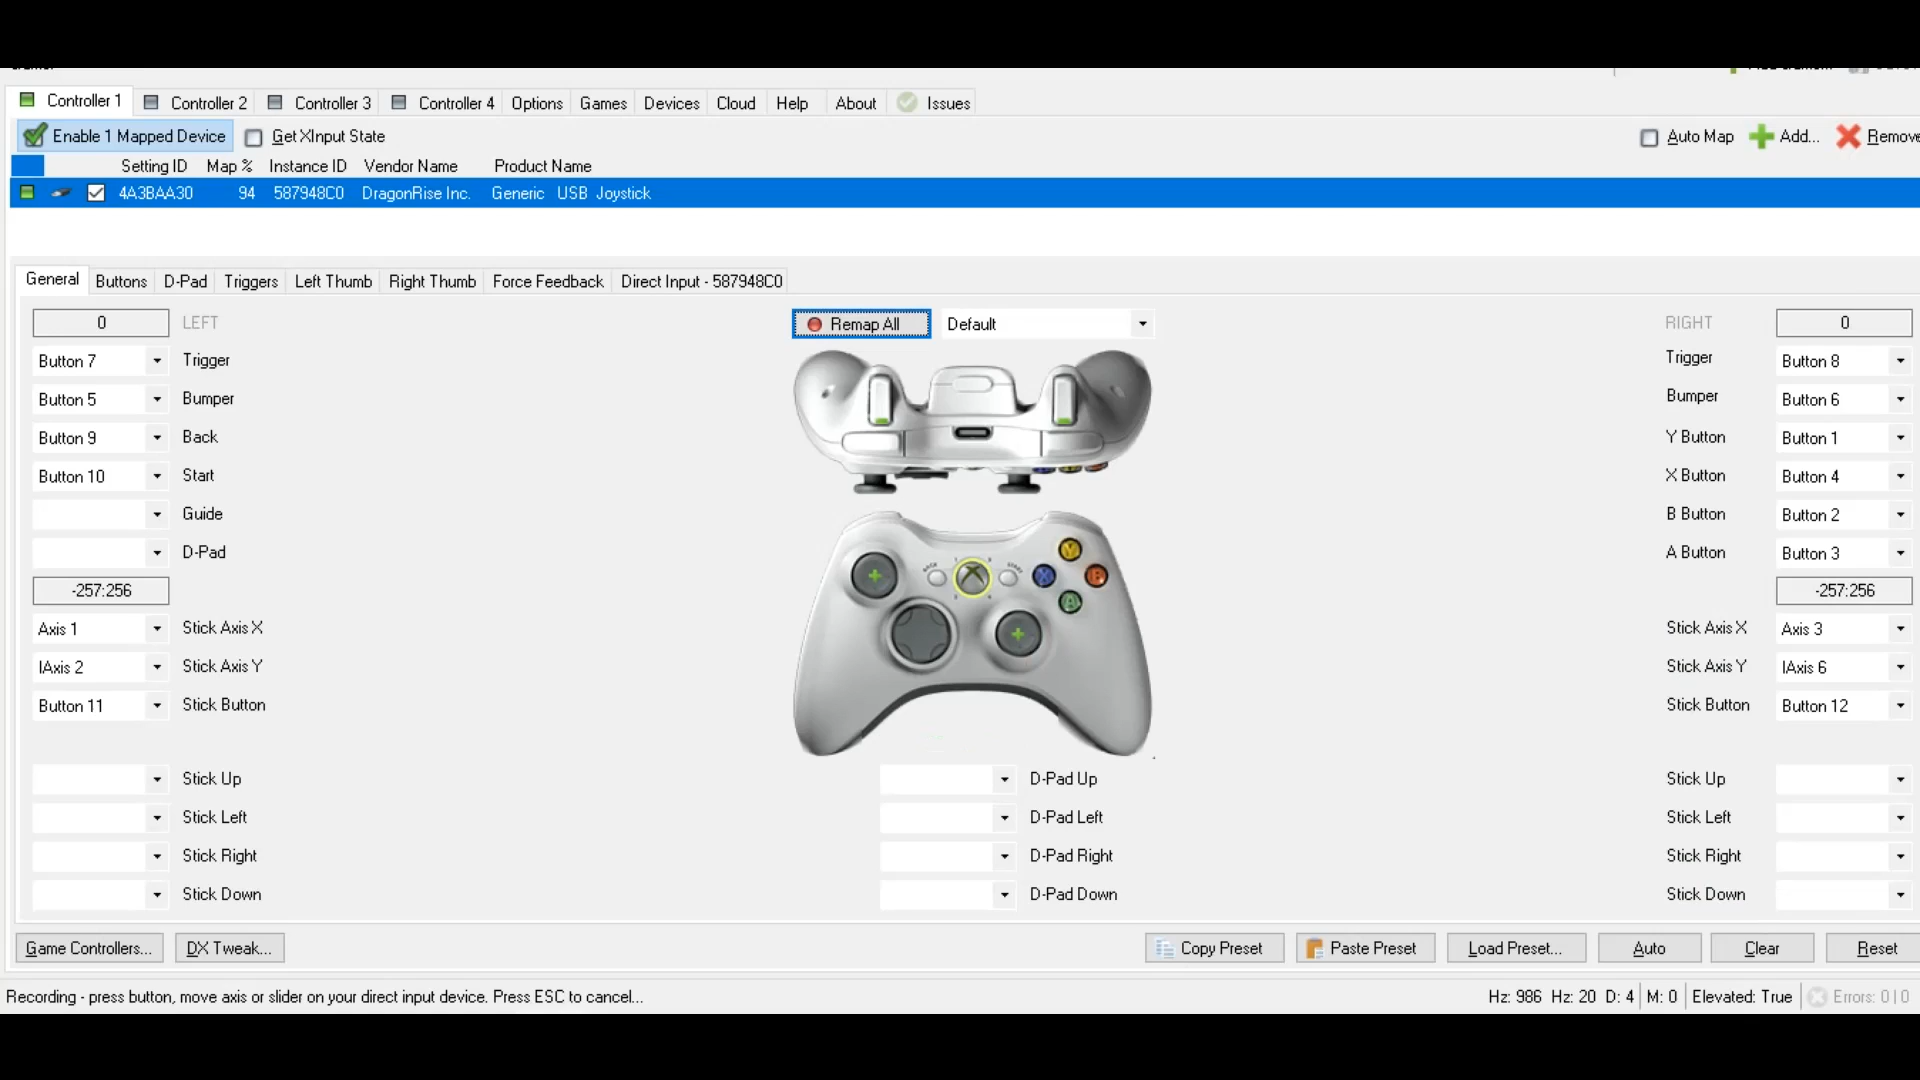 Controller 1 Controller 2 Controller 3 Controller 4 Options Games Devices Cloud Help About Issues
Enable 1 Mapped Device Get XInput State Auto Map Add... Remove
Setting ID Map % Instance ID Vendor Name Product Name
4A3BAA30 94 587948C0 DragonRise Inc. Generic USB Joystick
General Buttons D-Pad Triggers Left Thumb Right Thumb Force Feedback Direct Input - 587948C0
0 LEFT Remap All Default RIGHT 0
Button 7 Trigger Trigger Button 8
Button 5 Bumper Bumper Button 6
Button 9 Back Y Button Button 1
Button 10 Start X Button Button 4
Guide B Button Button 2
D-Pad A Button Button 3
BACK START Y X B A
-257:256 -257:256
Axis 1 Stick Axis X Stick Axis X Axis 3
IAxis 2 Stick Axis Y Stick Axis Y IAxis 6
Button 11 Stick Button Stick Button Button 12
Stick Up D-Pad Up Stick Up
Stick Left D-Pad Left Stick Left
Stick Right D-Pad Right Stick Right
Stick Down D-Pad Down Stick Down
Game Controllers... DX Tweak... Copy Preset Paste Preset Load Preset... Auto Clear Reset
Recording - press button, move axis or slider on your direct input device. Press ESC to cancel... Hz: 986 Hz: 20 D: 4 M: 0 Elevated: True Errors: 0 | 0